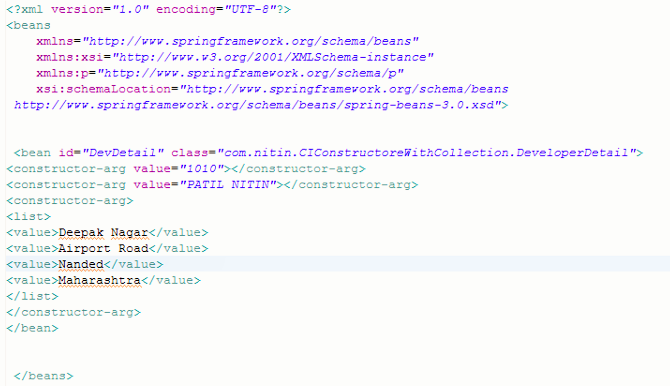 <?xml version="1.0" encoding="UTF-8"?>
<beans
xmlns="http://www.springframework.org/schema/beans"
xmlns:xsi="http://www.w3.org/2001/XMLSchema-instance"
xmlns:p="http://www.springframework.org/schema/p"
xsi:schemaLocation="http://www.springframework.org/schema/beans
http://www.springframework.org/schema/beans/spring-beans-3.0.xsd">
<bean id="DevDetail" class="com.nitin.CIConstructoreWithCollection.DeveloperDetail">
<constructor-arg value="1010"></constructor-arg>
<constructor-arg value="PATIL NITIN"></constructor-arg>
<constructor-arg>
<list>
<value>Deepak Nagar</value>
<value>Airport Road</value>
<value>Nanded</value>
<value>Maharashtra</value>
</list>
</constructor-arg>
</bean>
</beans>